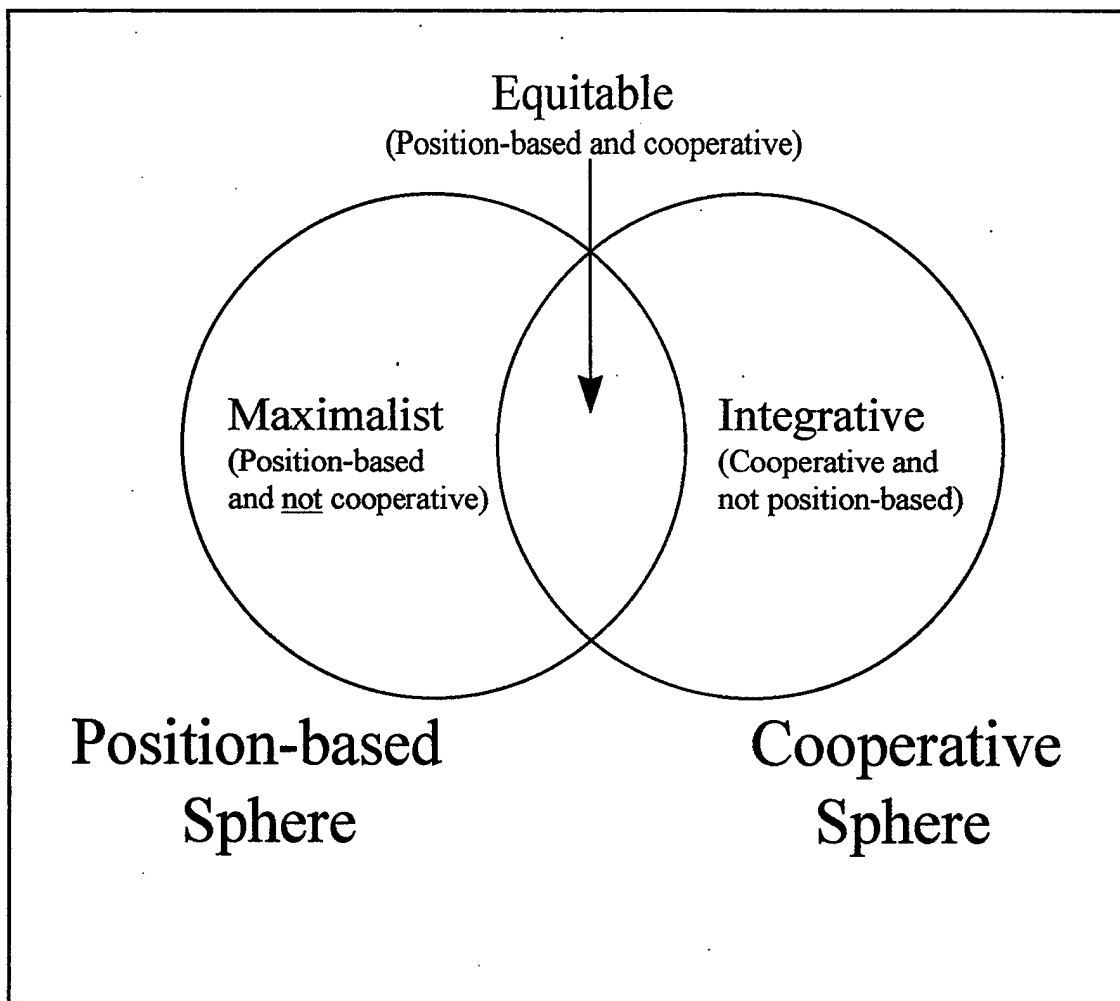 Equitable
(Position-based and cooperative)
Maximalist
(Position-based
and not cooperative)
Integrative
(Cooperative and
not position-based)
Position-based
Sphere
Cooperative
Sphere